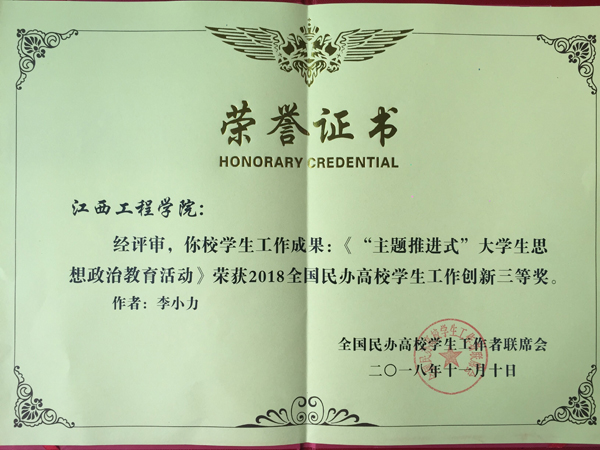 荣誉证书
HONORARY CREDENTIAL
江西工程学院：
经评审，你校学生工作成果：《“主题推进式”大学生思
想政治教育活动》荣获2018全国民办高校学生工作创新三等奖。
作者：李小力
全国民办高校学生工作者联席会
二〇一八年十一月十日